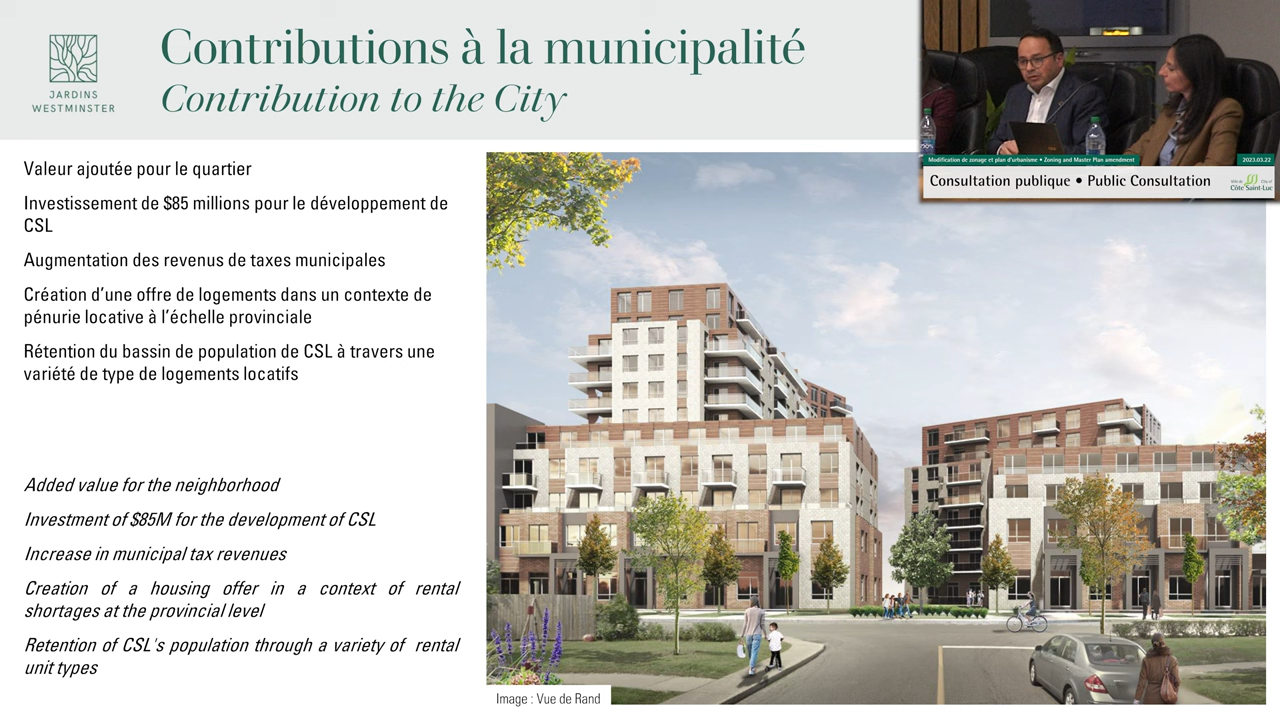 JARDINS
WESTMINSTER
Contributions à la municipalité
Contribution to the City
Valeur ajoutée pour le quartier
Investissement de $85 millions pour le développement de
CSL
Augmentation des revenus de taxes municipales
Création d’une offre de logements dans un contexte de
pénurie locative à l’échelle provinciale
Rétention du bassin de population de CSL à travers une
variété de type de logements locatifs
Added value for the neighborhood
Investment of $85M for the development of CSL
Increase in municipal tax revenues
Creation of a housing offer in a context of rental
shortages at the provincial level
Retention of CSL's population through a variety of rental
unit types
Image : Vue de Rand
Modification de zonage et plan d'urbanisme • Zoning and Master Plan amendment
2023.03.22
Consultation publique • Public Consultation
Côte Saint-Luc